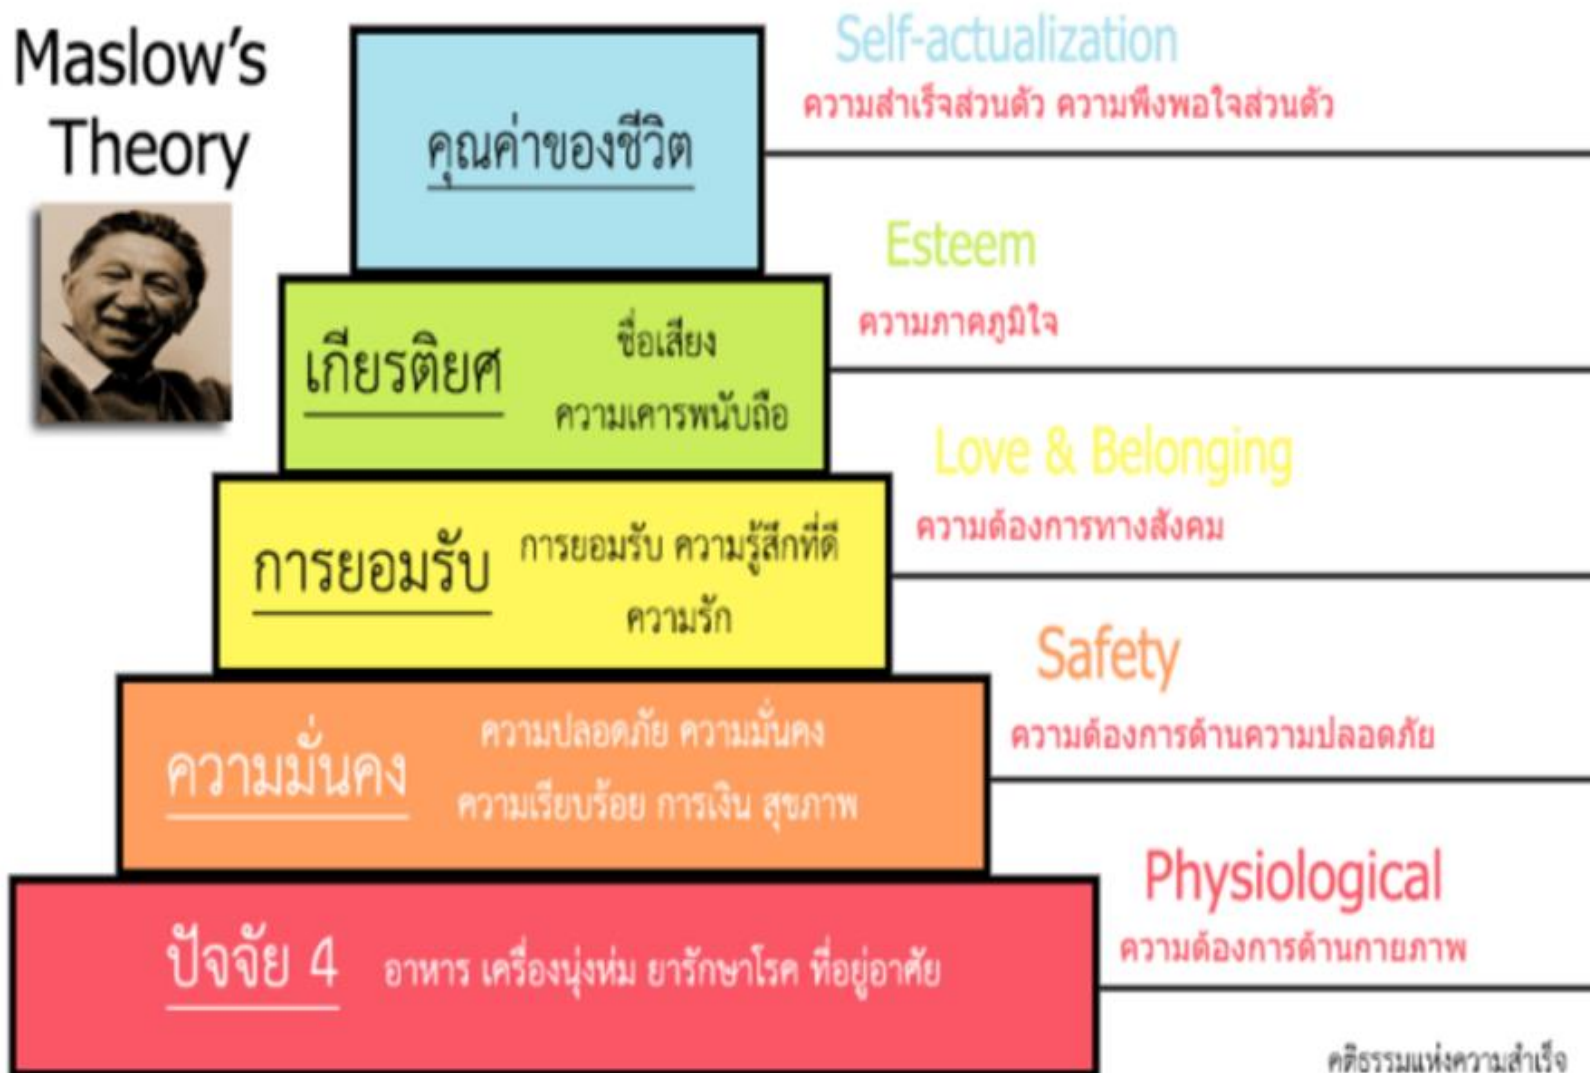 Maslow's
Theory
คุณค่าของชีวิต
Self-actualization
ความสำเร็จส่วนตัว ความพึงพอใจส่วนตัว
เกียรติยศ
ชื่อเสียง
ความเคารพนับถือ
Esteem
ความภาคภูมิใจ
การยอมรับ
การยอมรับ ความรู้สึกที่ดี
ความรัก
Love & Belonging
ความต้องการทางสังคม
ความมั่นคง
ความปลอดภัย ความมั่นคง
ความเรียบร้อย การเงิน สุขภาพ
Safety
ความต้องการด้านความปลอดภัย
ปัจจัย 4
อาหาร เครื่องนุ่งห่ม ยารักษาโรค ที่อยู่อาศัย
Physiological
ความต้องการด้านกายภาพ
คติธรรมแห่งความสำเร็จ